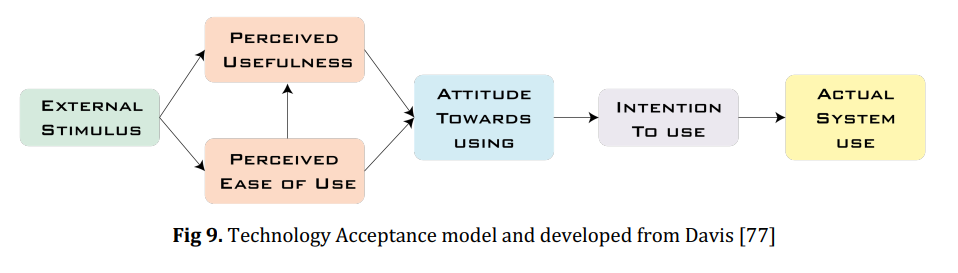 EXTERNAL
STIMULUS
PERCEIVED
USEFULNESS
PERCEIVED
EASE OF USE
ATTITUDE
TOWARDS
USING
INTENTION
TO USE
ACTUAL
SYSTEM
USE
Fig 9. Technology Acceptance model and developed from Davis [77]